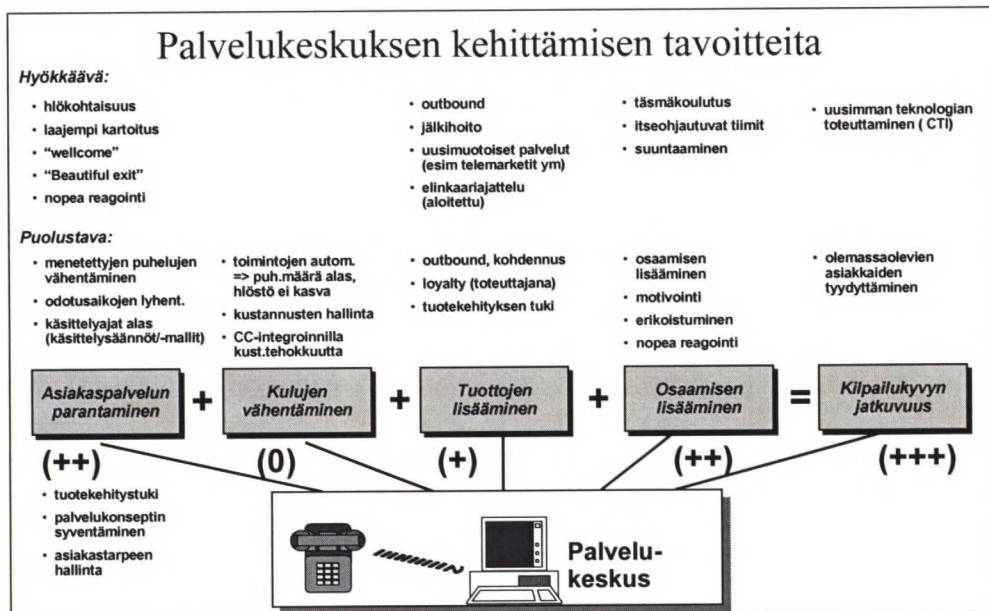 Palvelukeskuksen kehittämisen tavoitteita
Hyökkäävä:
• hlökohtaisuus
• laajempi kartoitus
• "wellcome"
• "Beautiful exit"
• nopea reagointi
• outbound
• jälkihoito
• uusimuotoiset palvelut
(esim telemarketit ym)
• elinkaariajattelu
(aloitettu)
• täsmäkoulutus
• itseohjautuvat tiimit
• suuntaaminen
• uusimman teknologian
toteuttaminen ( CTI)
Puolustava:
• menetettyjen puhelujen
vähentäminen
• odotusaikojen lyhent.
• käsittelyajat alas
(käsittelysäännöt/-mallit)
• toimintojen autom.
=> puh.määrä alas,
hlöstö ei kasva
• kustannusten hallinta
• CC-integroinnilla
kust.tehokkuutta
• outbound, kohdennus
• loyalty (toteuttajana)
• tuotekehityksen tuki
• osaamisen
lisääminen
• motivointi
• erikoistuminen
• nopea reagointi
• olemassaolevien
asiakkaiden
tyydyttäminen
Asiakaspalvelun
parantaminen
+
Kulujen
vähentäminen
+
Tuottojen
lisääminen
+
Osaamisen
lisääminen
=
Kilpailukyvyn
jatkuvuus
(++)
(0)
(+)
(++)
(+++)
• tuotekehitystuki
• palvelukonseptin
syventäminen
• asiakastarpeen
hallinta
Palvelu-
keskus